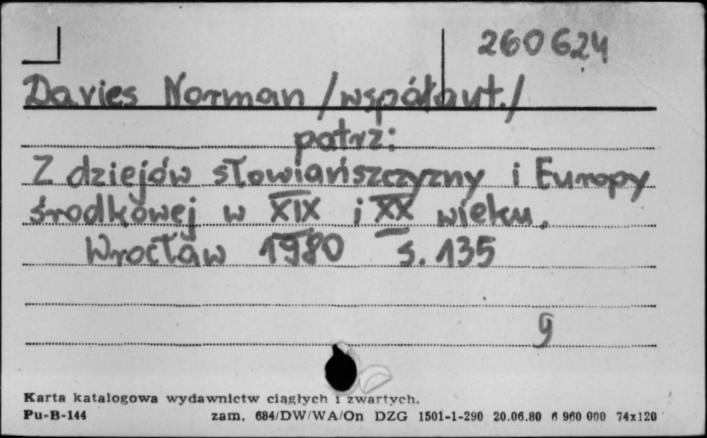 260624
Davies Norman /współaut./
patrz:
Z dziejów słowiańszczyzny i Europy
środkowej w XIX i XX wieku.
Wrocław 1980 s. 135
g
Karta katalogowa wydawnictw ciągłych i zwartych.
Pu-B-144 zam. 684/DW/WA/On DZG 1501-1-290 20.06.80 6 960 000 74x120